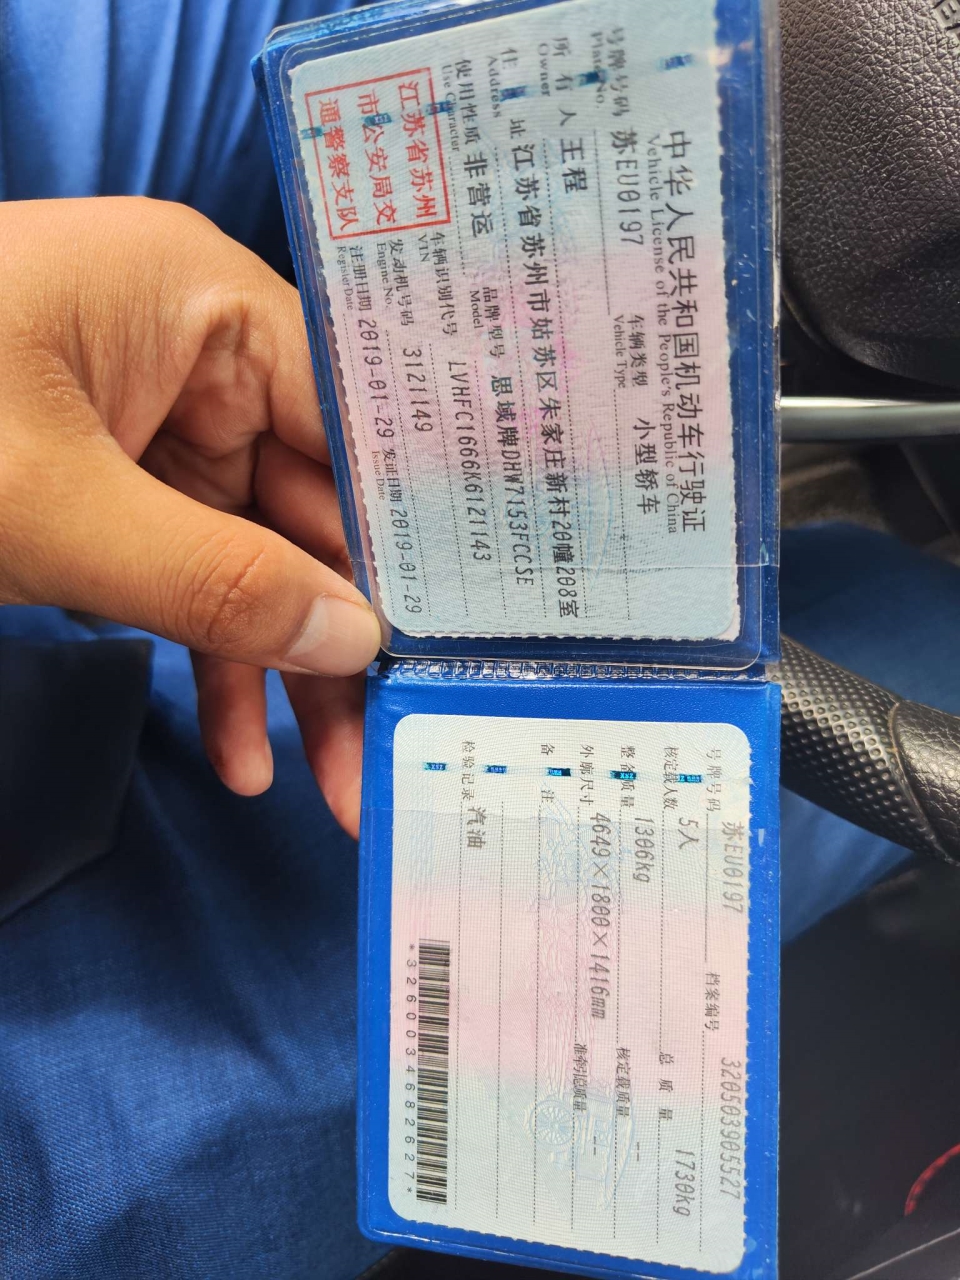 中华人民共和国机动车行驶证
Vehicle License of the People's Republic of China
号牌号码 苏EU0197 车辆类型 小型轿车
Plate No. Vehicle Type
所有人 王程
Owner
住址 江苏省苏州市姑苏区朱家庄新村20幢208室
Address
使用性质 非营运 品牌型号 思域牌DHW7153FCCSE
Use Character Model
江苏省苏州
市公安局交
通警察支队
车辆识别代号 LVHFC1666K6121143
VIN
发动机号码 3121149
Engine No.
注册日期 2019-01-29 发证日期 2019-01-29
Register Date Issue Date
号牌号码 苏EU0197 档案编号 320503905527
核定载人数 5人 总质量 1730kg
整备质量 1306kg 核定载质量 --
外廓尺寸 4649×1800×1416mm 准牵引总质量 --
备注
检验记录 汽油
*3260034682627*